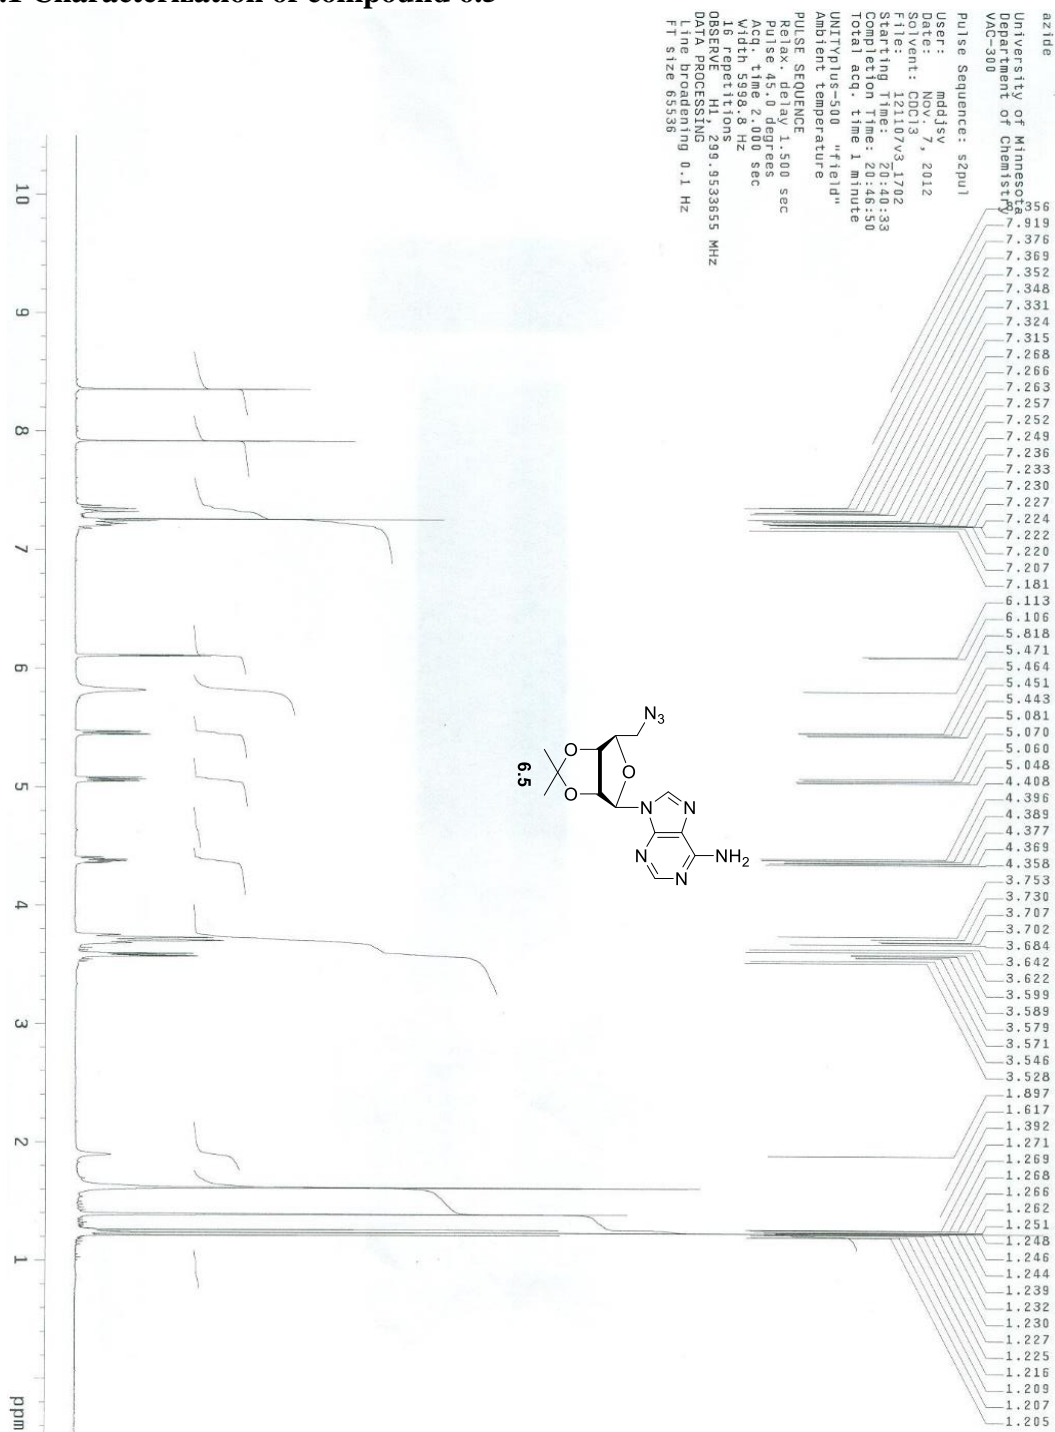 .1 Characterization of compound 6.5
azide
University of Minnesota
Department of Chemistry
VAC-300
Pulse Sequence: s2pul
User: mddjsv
Date: Nov. 7, 2012
Solvent: CDCl3
File: 121107v3_1702
Starting Time: 20:40:33
Completion Time: 20:46:50
Total acq. time 1 minute
UNITYplus-500 "field"
Ambient temperature
PULSE SEQUENCE
Relax. delay 1.500 sec
Pulse 45.0 degrees
Acq. time 2.000 sec
Width 5998.8 Hz
16 repetitions
OBSERVE H1, 299.9533655 MHz
DATA PROCESSING
Line broadening 0.1 Hz
FT size 65536
8.356
7.919
7.376
7.369
7.352
7.348
7.331
7.324
7.315
7.268
7.266
7.263
7.257
7.252
7.249
7.236
7.233
7.230
7.227
7.224
7.222
7.220
7.207
7.181
6.113
6.106
5.818
5.471
5.464
5.451
5.443
5.081
5.070
5.060
5.048
4.408
4.396
4.389
4.377
4.369
4.358
3.753
3.730
3.707
3.702
3.684
3.642
3.622
3.599
3.589
3.579
3.571
3.546
3.528
1.897
1.617
1.392
1.271
1.269
1.268
1.266
1.262
1.251
1.248
1.246
1.244
1.239
1.232
1.230
1.227
1.225
1.216
1.209
1.207
1.205
N3
O
O
O
N
N
N
N
NH2
6.5
10 9 8 7 6 5 4 3 2 1 ppm